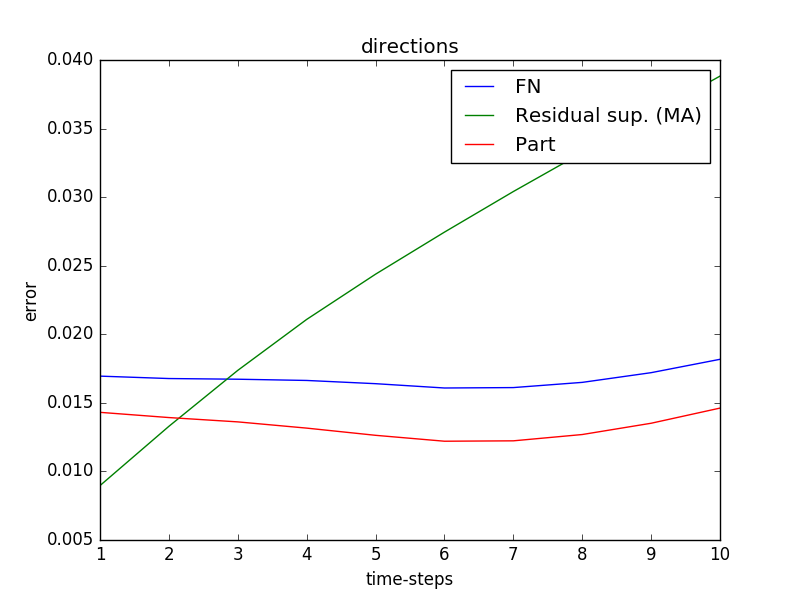 directions
0.040
0.035
0.030
0.025
0.020
0.015
0.010
0.005
error
FN
Residual sup. (MA)
Part
1 2 3 4 5 6 7 8 9 10
time-steps